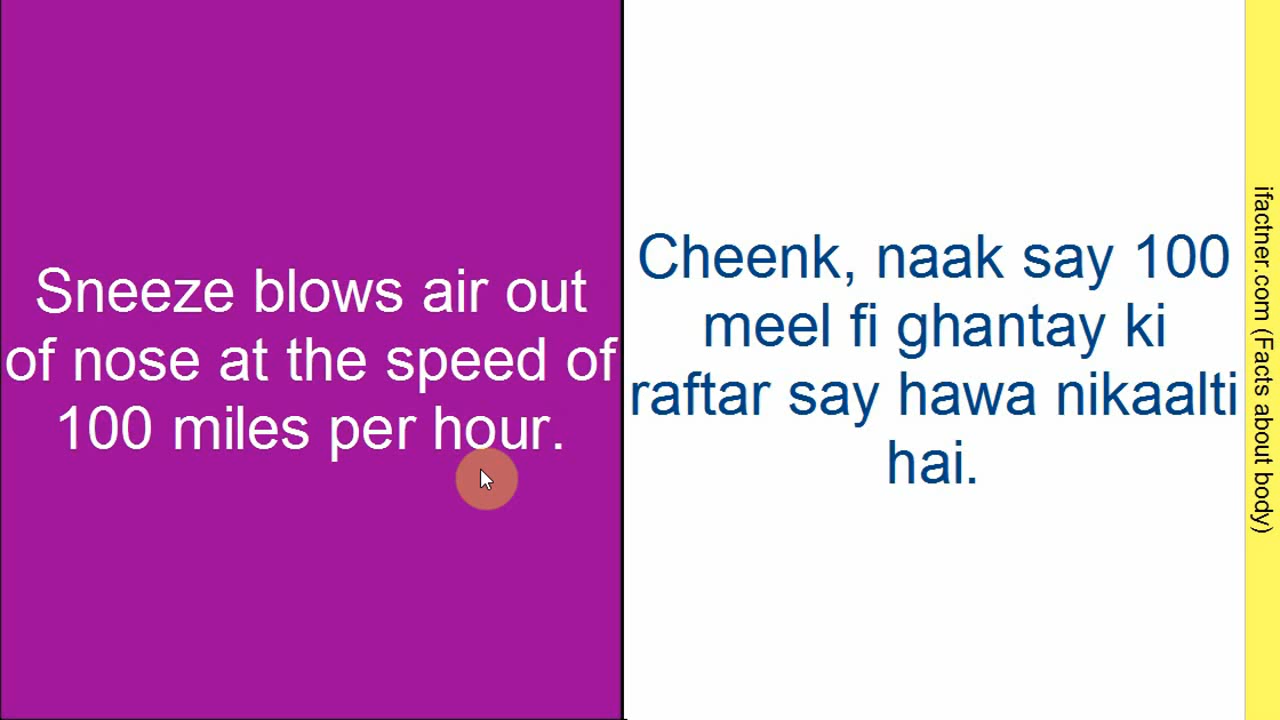 Sneeze blows air out
of nose at the speed of
100 miles per hour.
Cheenk, naak say 100
meel fi ghantay ki
raftar say hawa nikaalti
hai.
ifactner.com (Facts about body)